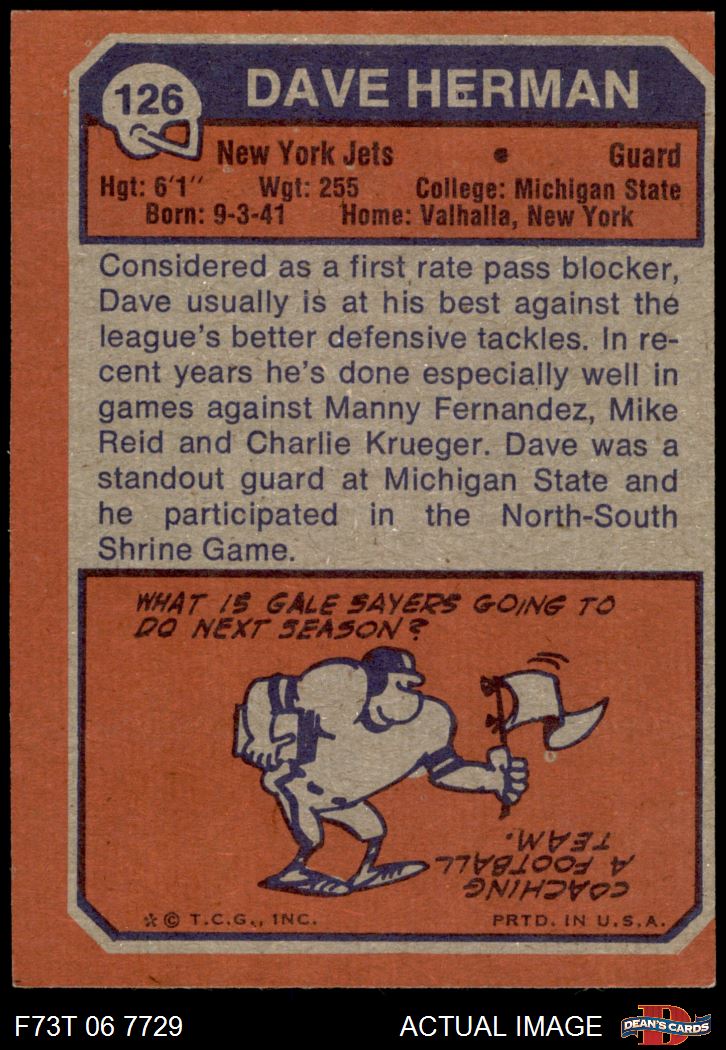 126
DAVE HERMAN
New York Jets • Guard
Hgt: 6'1" Wgt: 255 College: Michigan State
Born: 9-3-41 Home: Valhalla, New York
Considered as a first rate pass blocker,
Dave usually is at his best against the
league's better defensive tackles. In re-
cent years he's done especially well in
games against Manny Fernandez, Mike
Reid and Charlie Krueger. Dave was a
standout guard at Michigan State and
he participated in the North-South
Shrine Game.
WHAT IS GALE SAYERS GOING TO
DO NEXT SEASON?
COACHING
A FOOTBALL
TEAM.
* © T.C.G., INC. PRTD. IN U.S.A.
F73T 06 7729 ACTUAL IMAGE
D
DEAN'S CARDS